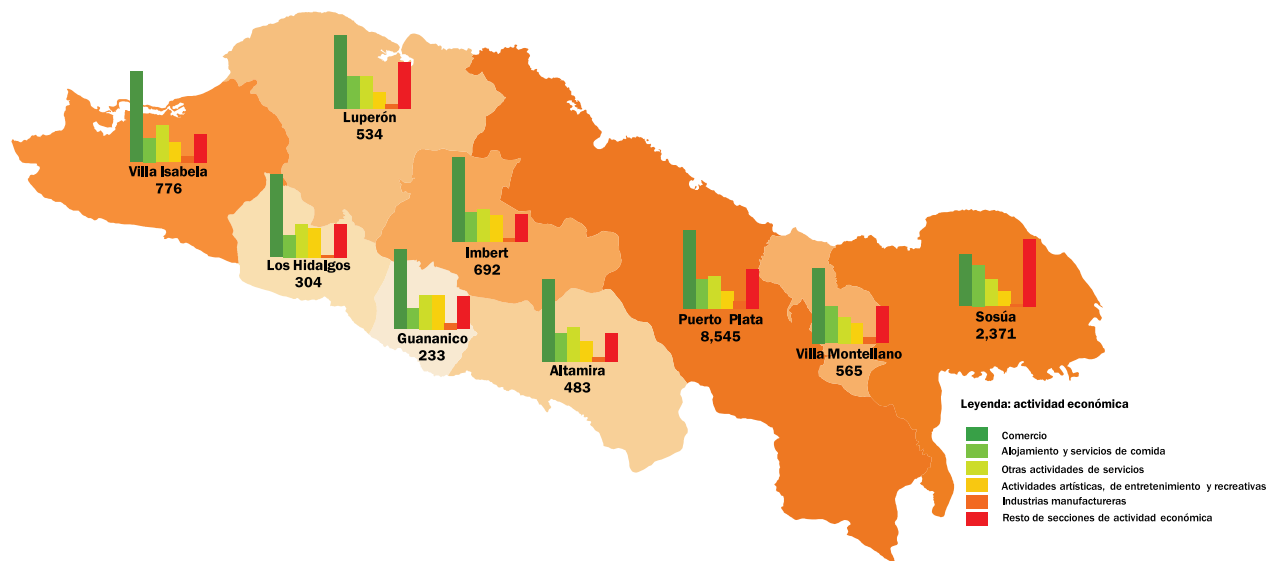 Luperón
534
Villa Isabela
776
Los Hidalgos
304
Imbert
692
Guananico
233
Altamira
483
Puerto Plata
8,545
Villa Montellano
565
Sosúa
2,371
Leyenda: actividad económica
Comercio
Alojamiento y servicios de comida
Otras actividades de servicios
Actividades artísticas, de entretenimiento y recreativas
Industrias manufactureras
Resto de secciones de actividad económica